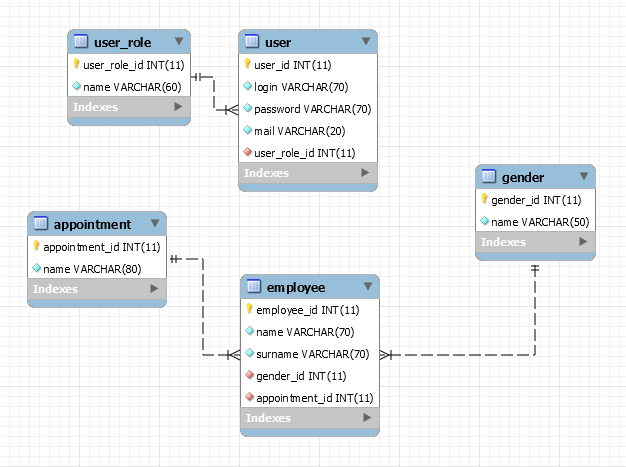 user_role
user_role_id INT(11)
name VARCHAR(60)
Indexes
user
user_id INT(11)
login VARCHAR(70)
password VARCHAR(70)
mail VARCHAR(20)
user_role_id INT(11)
Indexes
gender
gender_id INT(11)
name VARCHAR(50)
Indexes
appointment
appointment_id INT(11)
name VARCHAR(80)
Indexes
employee
employee_id INT(11)
name VARCHAR(70)
surname VARCHAR(70)
gender_id INT(11)
appointment_id INT(11)
Indexes